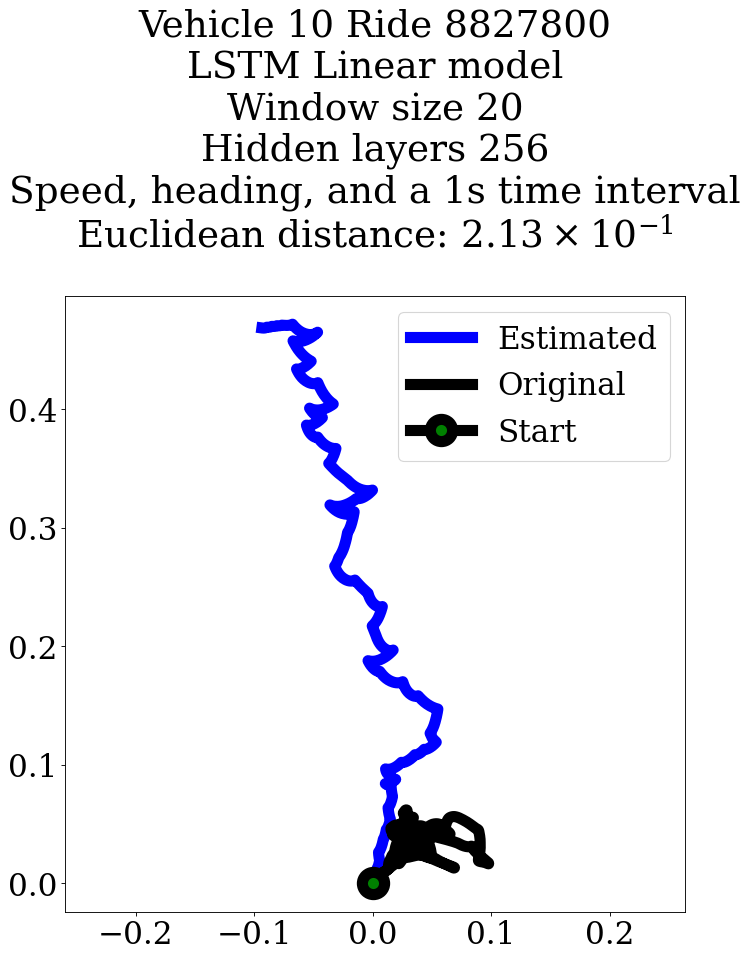 Vehicle 10 Ride 8827800
LSTM Linear model
Window size 20
Hidden layers 256
Speed, heading, and a 1s time interval
Euclidean distance: 2.13 × 10⁻¹
Estimated
Original
Start
0.4
0.3
0.2
0.1
0.0
−0.2 −0.1 0.0 0.1 0.2